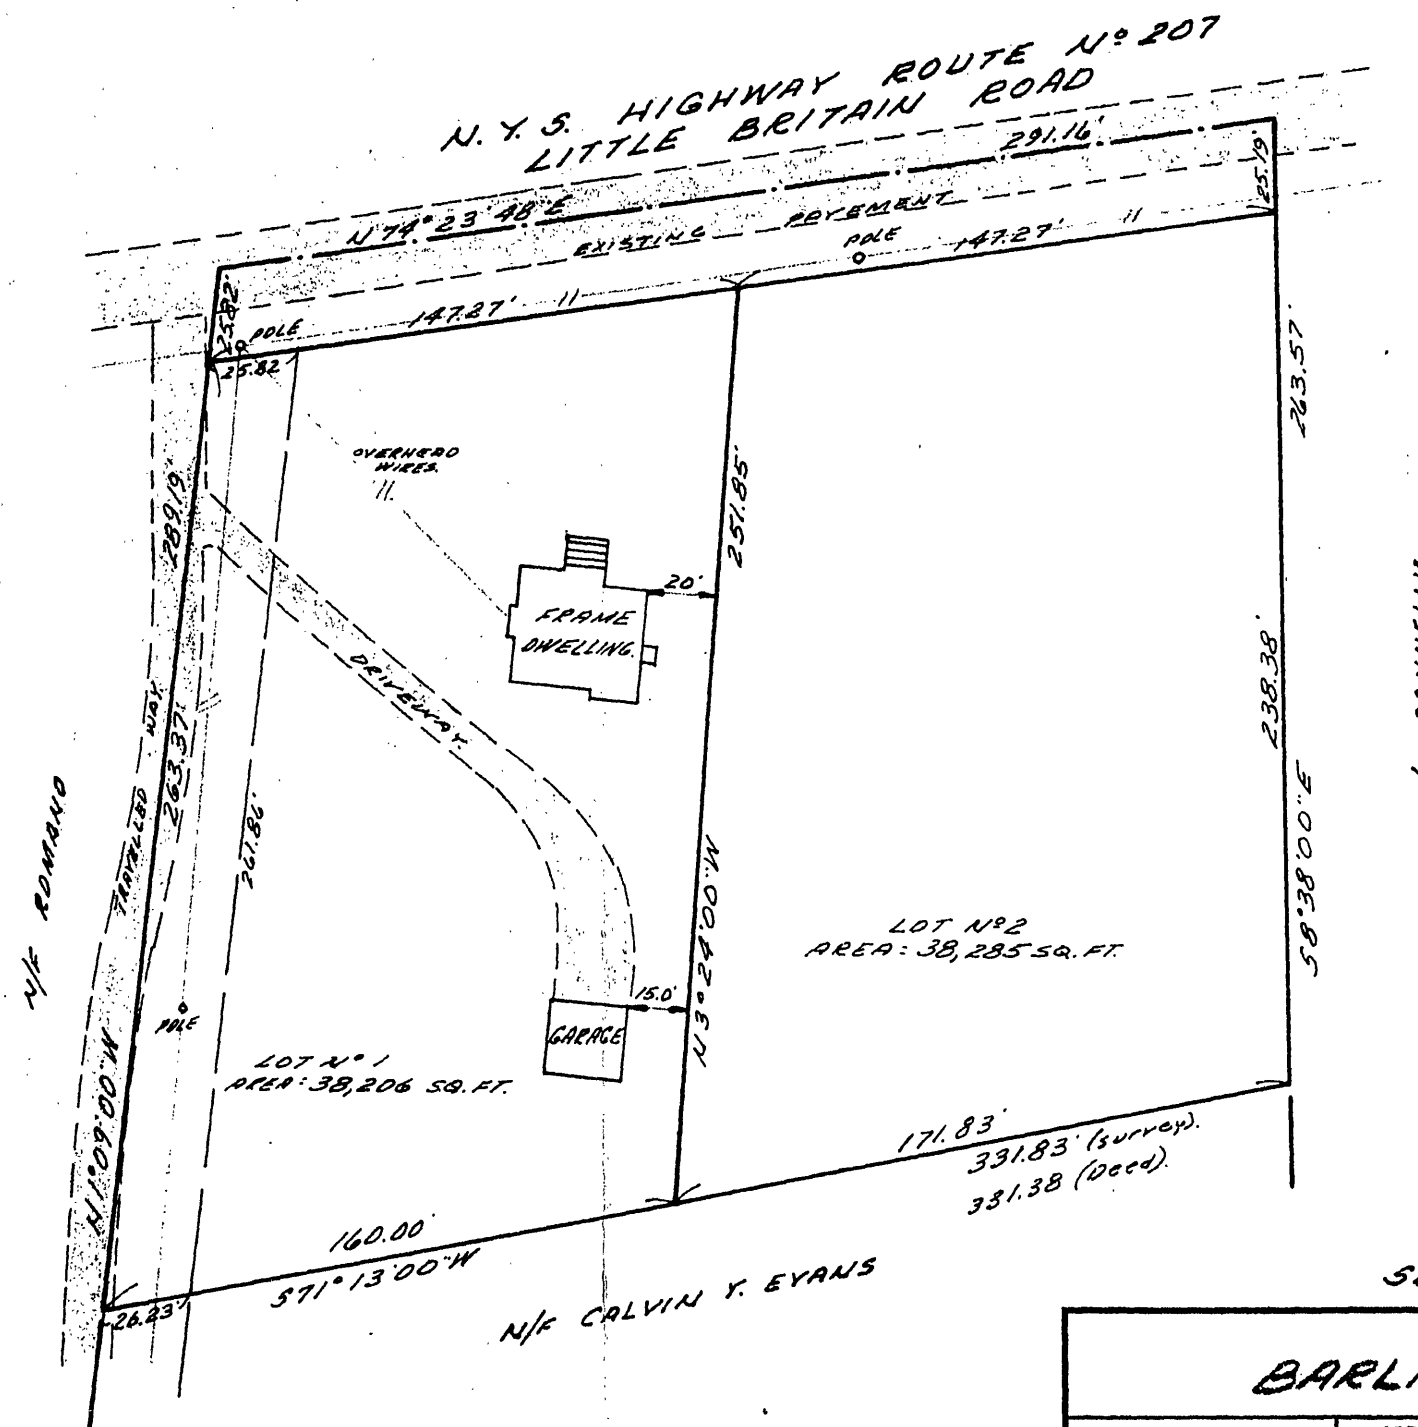 N.Y.S. HIGHWAY ROUTE Nº 207
LITTLE BRITAIN ROAD
291.16'
N 74° 23' 48" E
25.19'
EXISTING PAVEMENT
POLE
147.27'
25.82'
POLE
147.27'
25.82
OVERHEAD
WIRES.
263.57'
289.19'
251.85'
20'
FRAME
DWELLING.
DRIVEWAY.
238.38'
TRAVELLED WAY
263.37'
261.86'
N/F ROMANO
S8°38'00"E
LOT Nº 2
AREA: 38,285 SQ. FT.
N 3° 24' 00" W
15.0'
GARAGE
POLE
LOT Nº 1
AREA: 38,206 SQ. FT.
N 1° 09' 00" W
171.83'
331.83' (survey).
331.38 (Deed).
160.00'
S71° 13' 00" W
26.23'
N/F CALVIN Y. EVANS